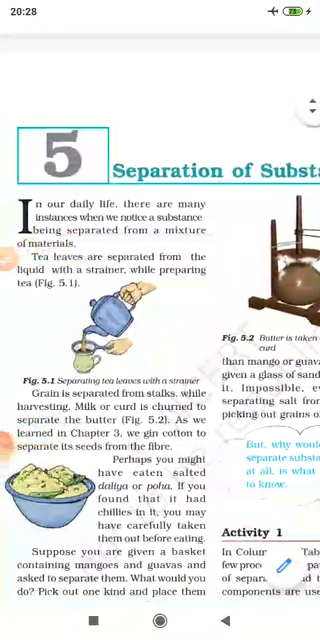 20:28
73
5
Separation of Subst
In our daily life, there are many
instances when we notice a substance
being separated from a mixture
of materials.
Tea leaves are separated from the
liquid with a strainer, while preparing
tea (Fig. 5.1).
Fig. 5.1 Separating tea leaves with a strainer
Grain is separated from stalks, while
harvesting. Milk or curd is churned to
separate the butter (Fig. 5.2). As we
learned in Chapter 3, we gin cotton to
separate its seeds from the fibre.
Perhaps you might
have eaten salted
daliya or poha. If you
found that it had
chillies in it, you may
have carefully taken
them out before eating.
Suppose you are given a basket
containing mangoes and guavas and
asked to separate them. What would you
do? Pick out one kind and place them
Fig. 5.2 Butter is taken
curd
than mango or guav
given a glass of sand
it. Impossible, e
separating salt from
picking out grains o
But, why woul
separate substa
at all, is what
to know.
Activity 1
In Colum Tab
few proc pa
of separa d t
components are use